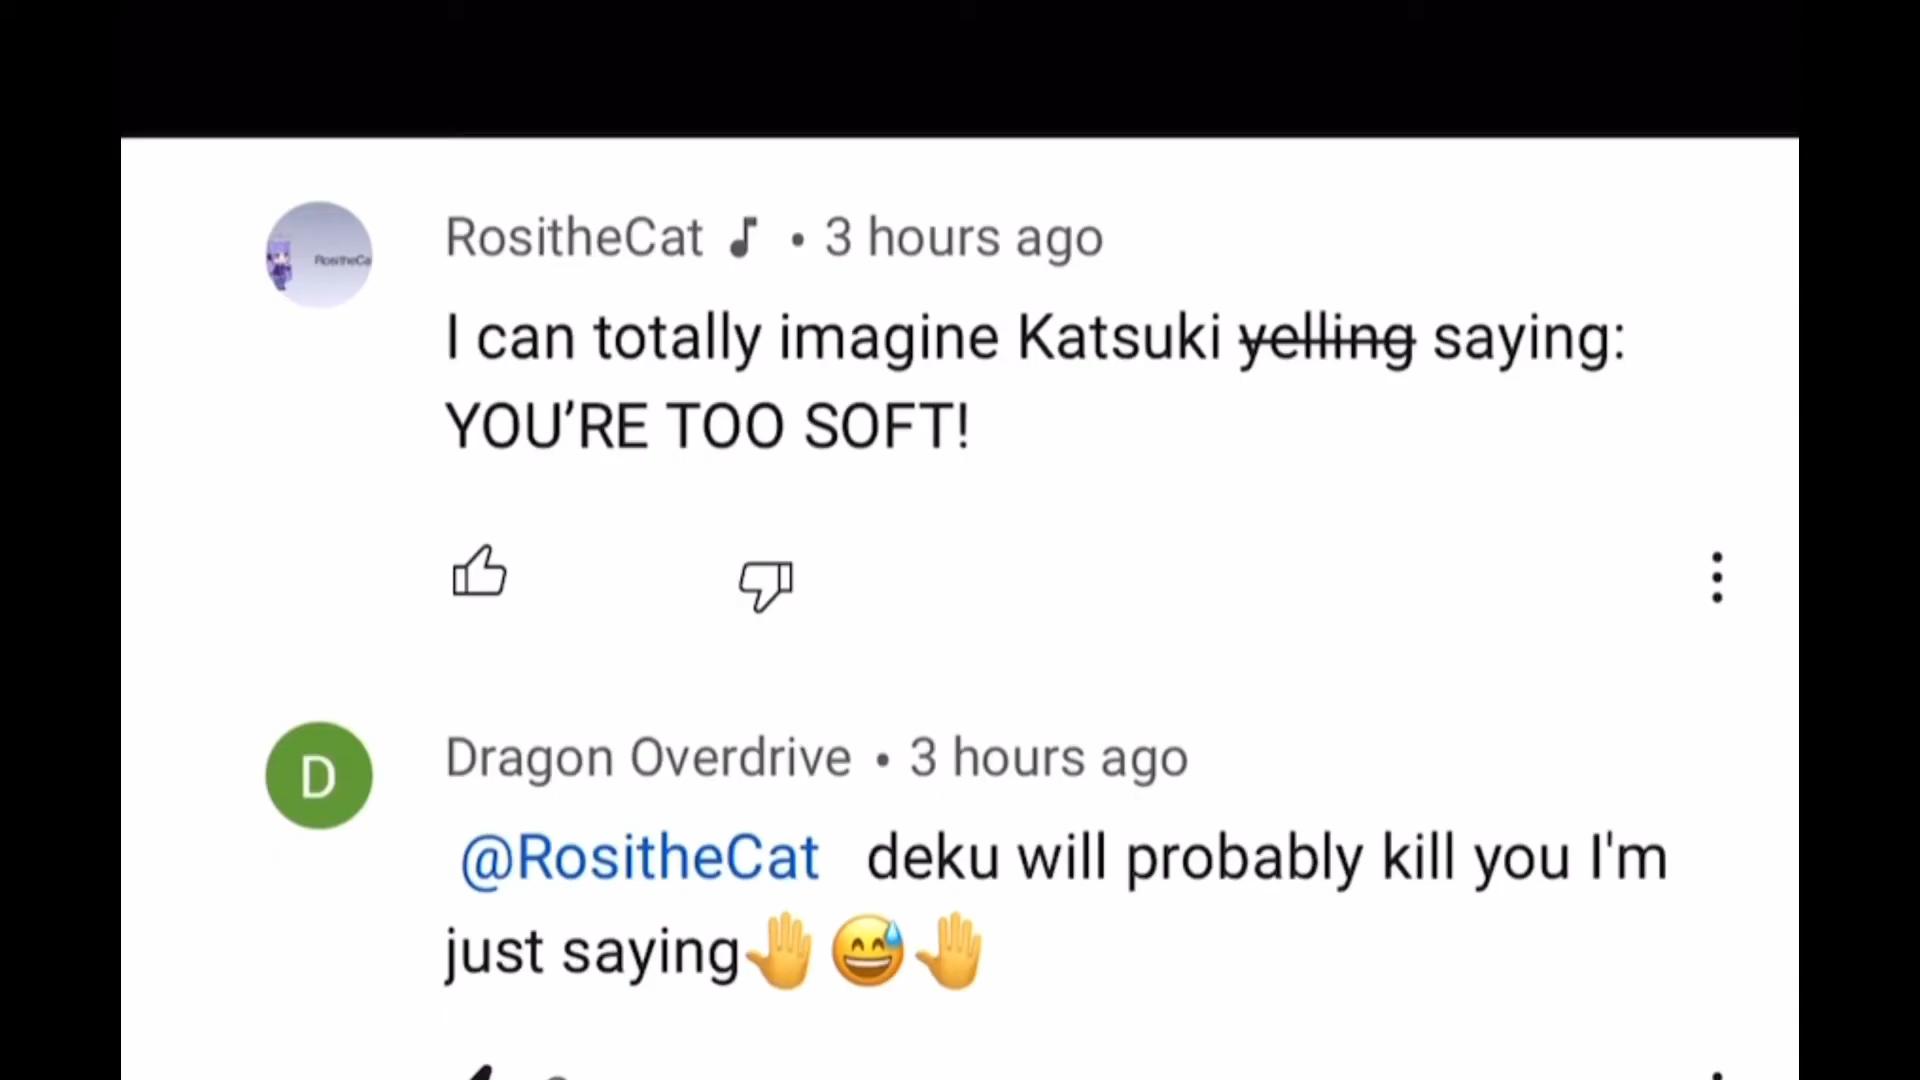 RositheCat ♪ • 3 hours ago
RositheCa
I can totally imagine Katsuki ~~yelling~~ saying:
YOU’RE TOO SOFT!
Dragon Overdrive • 3 hours ago
D
@RositheCat deku will probably kill you I'm
just saying🤚😅🤚